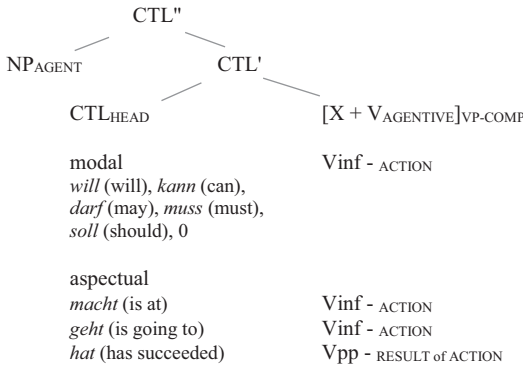 CTL"
NPAGENT CTL'
CTLHEAD [X + VAGENTIVE]VP-COMP
modal Vinf - ACTION
will (will), kann (can),
darf (may), muss (must),
soll (should), 0
aspectual
macht (is at) Vinf - ACTION
geht (is going to) Vinf - ACTION
hat (has succeeded) Vpp - RESULT of ACTION